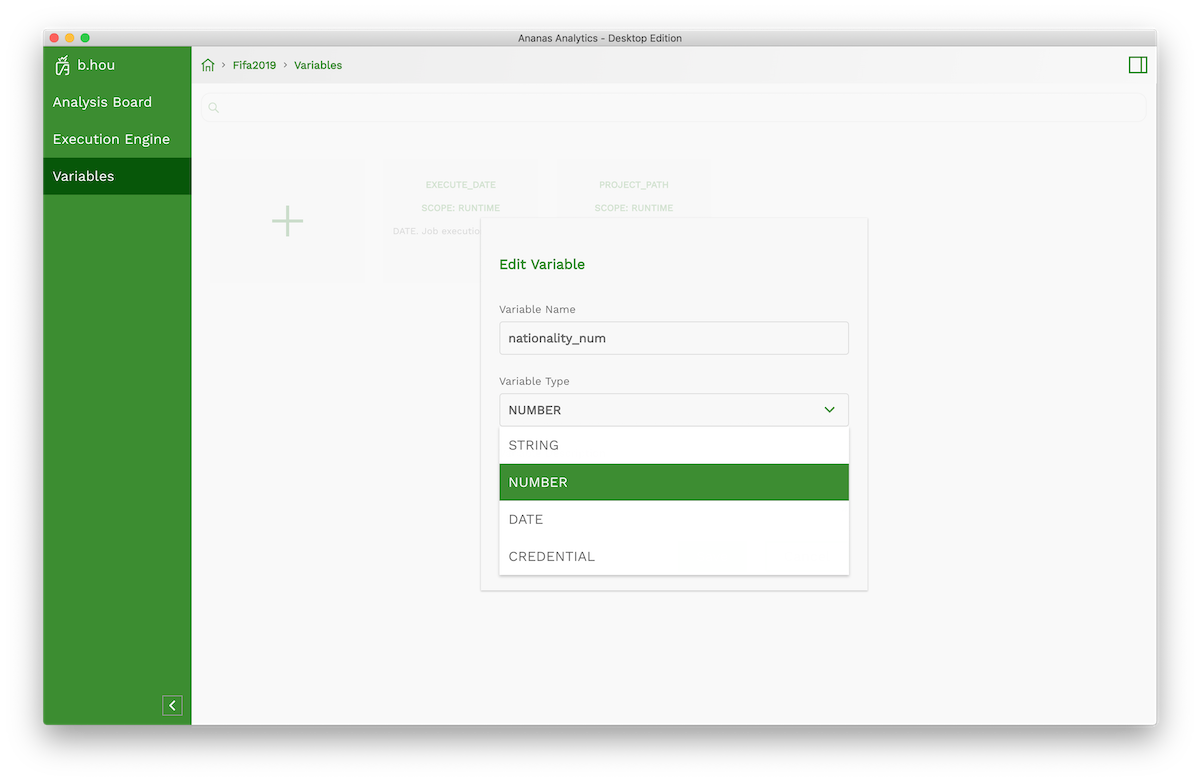 Ananas Analytics - Desktop Edition
b.hou
Analysis Board
Execution Engine
Variables
Fifa2019 > Variables
EXECUTE_DATE
SCOPE: RUNTIME
DATE. Job executio
PROJECT_PATH
SCOPE: RUNTIME
Edit Variable
Variable Name
nationality_num
Variable Type
NUMBER
STRING
NUMBER
DATE
CREDENTIAL